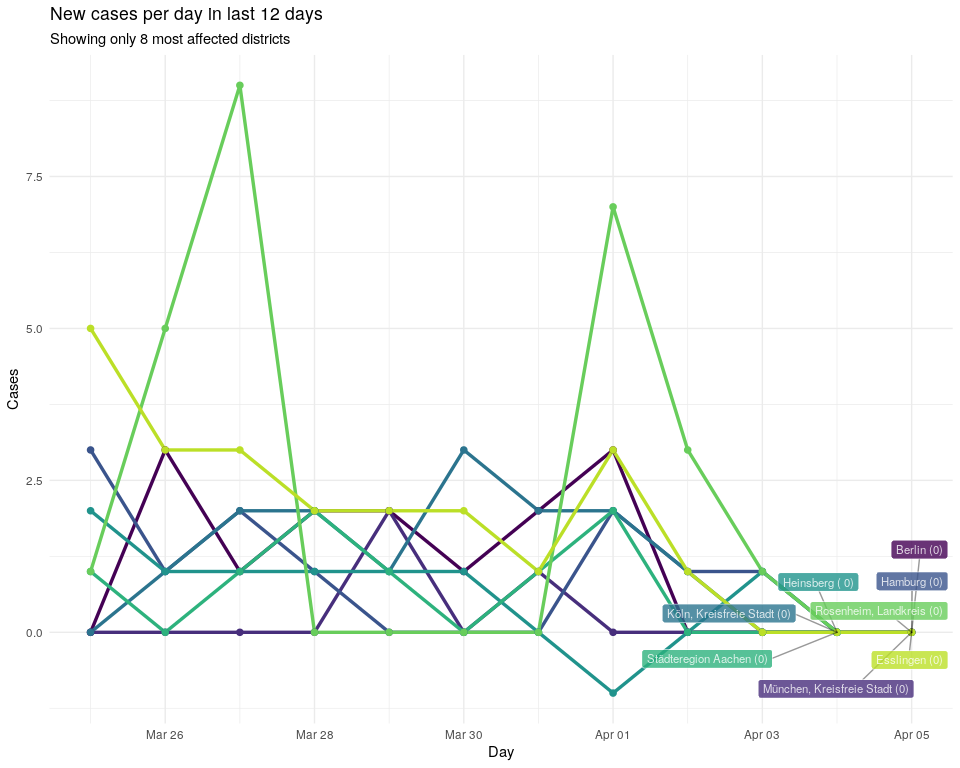 New cases per day in last 12 days
Showing only 8 most affected districts
Cases
7.5
5.0
2.5
0.0
Berlin (0)
Heinsberg ( 0)
Hamburg (0)
Köln, Kreisfreie Stadt (0)
Rosenheim, Landkreis (0)
Städteregion Aachen (0)
Esslingen (0)
München, Kreisfreie Stadt (0)
Mar 26
Mar 28
Mar 30
Apr 01
Apr 03
Apr 05
Day